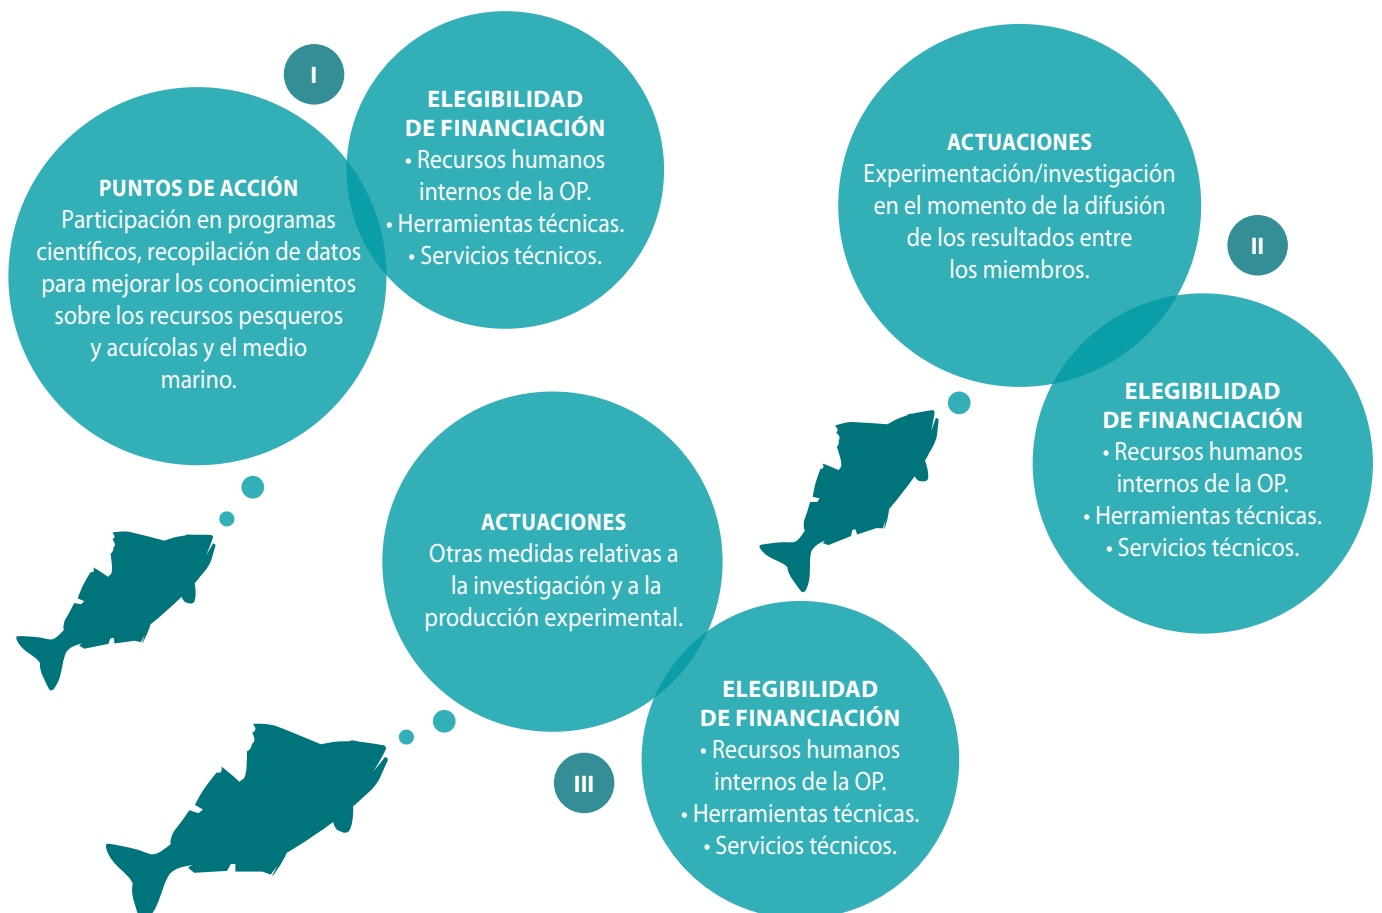 I
PUNTOS DE ACCIÓN
Participación en programas
científicos, recopilación de datos
para mejorar los conocimientos
sobre los recursos pesqueros
y acuícolas y el medio
marino.
ELEGIBILIDAD
DE FINANCIACIÓN
• Recursos humanos
internos de la OP.
• Herramientas técnicas.
• Servicios técnicos.
II
ACTUACIONES
Experimentación/investigación
en el momento de la difusión
de los resultados entre
los miembros.
ELEGIBILIDAD
DE FINANCIACIÓN
• Recursos humanos
internos de la OP.
• Herramientas técnicas.
• Servicios técnicos.
III
ACTUACIONES
Otras medidas relativas a
la investigación y a la
producción experimental.
ELEGIBILIDAD
DE FINANCIACIÓN
• Recursos humanos
internos de la OP.
• Herramientas técnicas.
• Servicios técnicos.